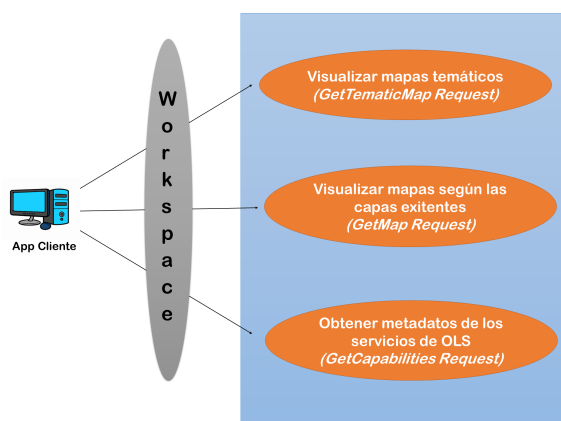 Workspace
App Cliente
Visualizar mapas temáticos
(GetTematicMap Request)
Visualizar mapas según las
capas exitentes
(GetMap Request)
Obtener metadatos de los
servicios de OLS
(GetCapabilities Request)